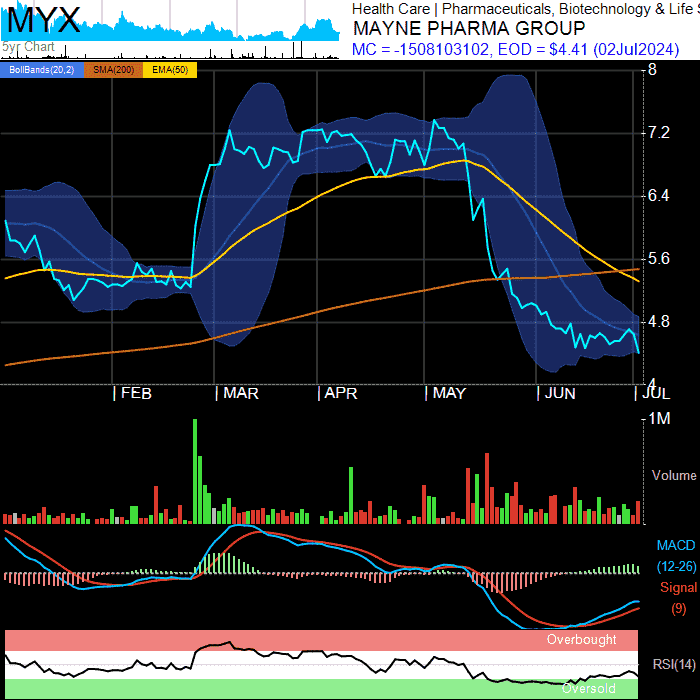 MYX
5yr Chart
Health Care | Pharmaceuticals, Biotechnology & Life S
MAYNE PHARMA GROUP
MC = -1508103102, EOD = $4.41 (02Jul2024)
BollBands(20,2) SMA(200) EMA(50)
8
7.2
6.4
5.6
4.8
4
FEB MAR APR MAY JUN JUL
1M
Volume
MACD
(12-26)
Signal
(9)
Overbought
RSI(14)
Oversold